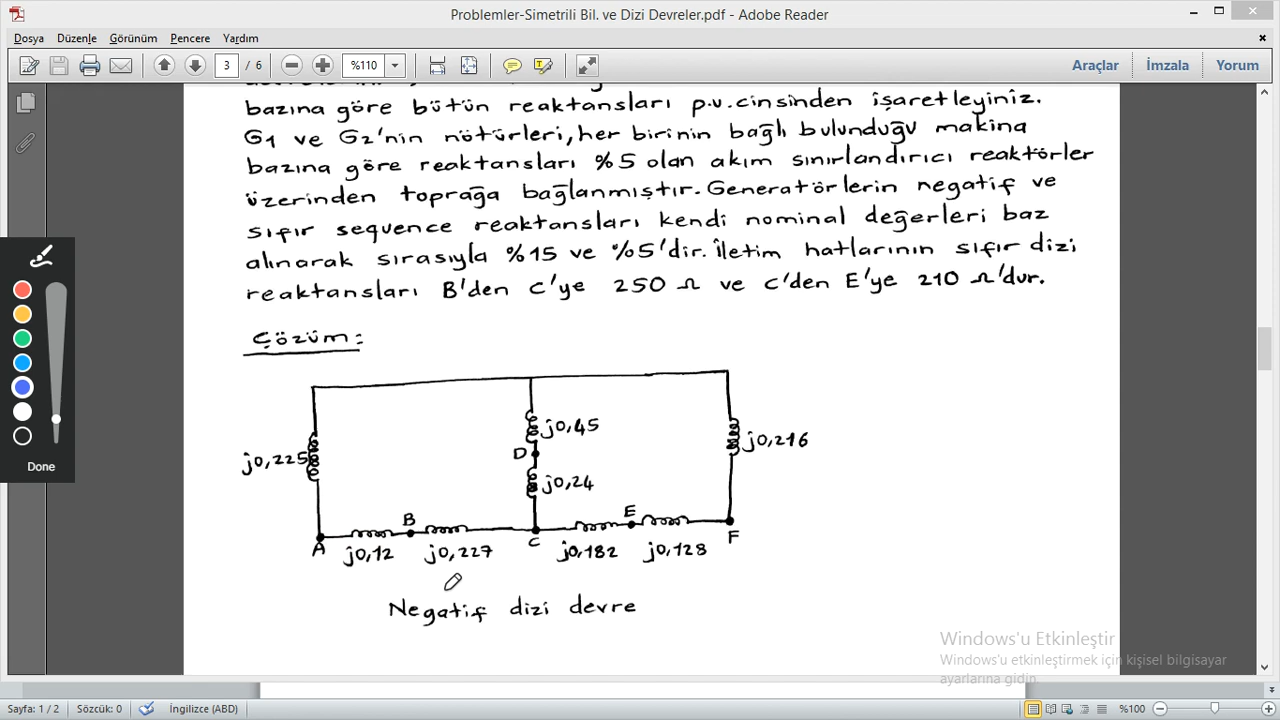 Problemler-Simetrili Bil. ve Dizi Devreler.pdf - Adobe Reader
Dosya Düzenle Görünüm Pencere Yardım
3 / 6 %110 Araçlar İmzala Yorum
bazına göre bütün reaktansları p.u. cinsinden işaretleyiniz.
G1 ve G2'nin nötürleri, her birinin bağlı bulunduğu makina
bazına göre reaktansları %5 olan akım sınırlandırıcı reaktörler
üzerinden toprağa bağlanmıştır. Generatörlerin negatif ve
sıfır sequence reaktansları kendi nominal değerleri baz
alınarak sırasıyla %15 ve %5'dir. İletim hatlarının sıfır dizi
reaktansları B'den C'ye 250 Ω ve C'den E'ye 210 Ω'dur.
Çözüm:
j0,45
j0,216
D
j0,225
j0,24
Done
B
E
A
C
F
j0,12
j0,227
j0,182
j0,128
Negatif dizi devre
Windows'u Etkinleştir
Windows'u etkinleştirmek için kişisel bilgisayar
ayarlarına gidin.
Sayfa: 1 / 2 Sözcük: 0 İngilizce (ABD) %100